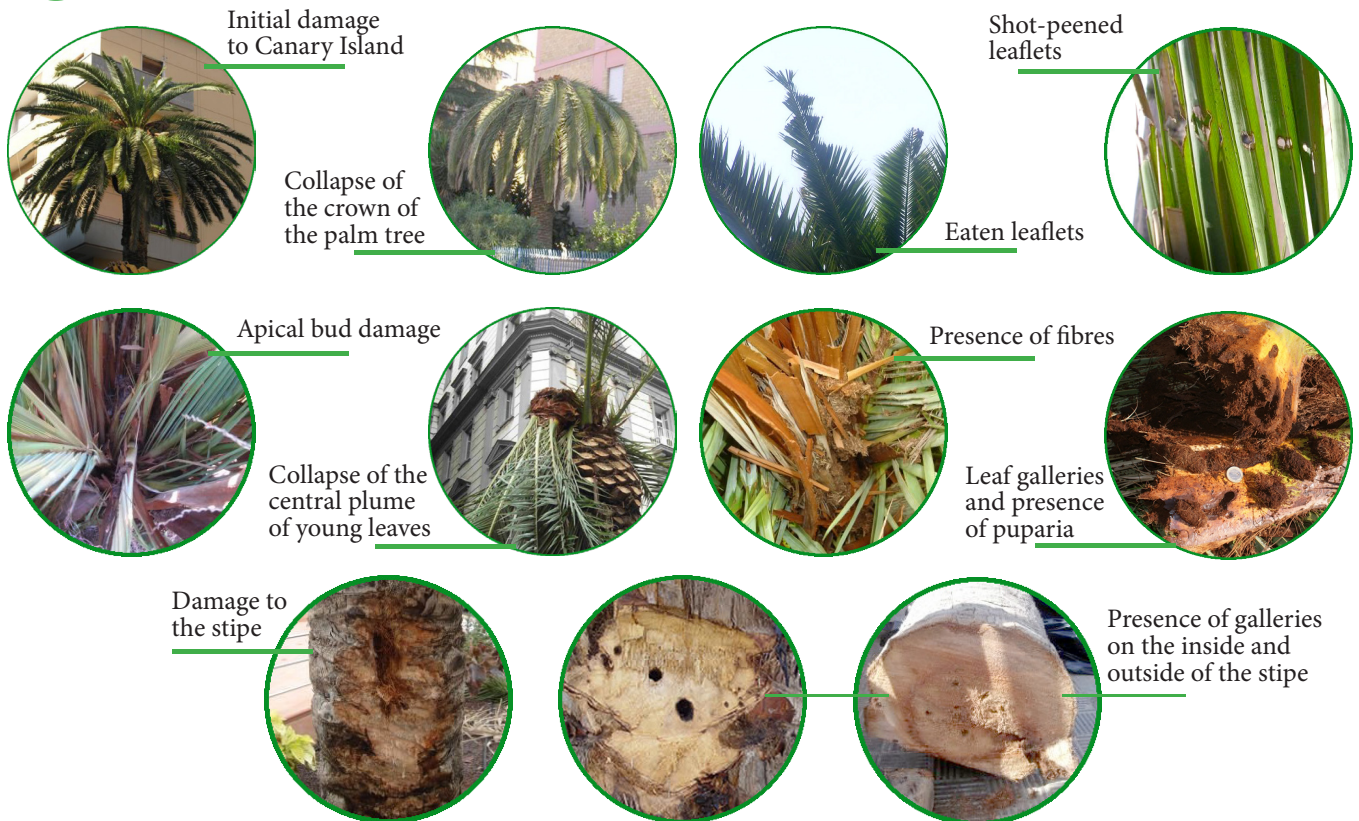 Initial damage
to Canary Island
Shot-peened
leaflets
Collapse of
the crown of
the palm tree
Eaten leaflets
Apical bud damage
Presence of fibres
Collapse of the
central plume
of young leaves
Leaf galleries
and presence
of puparia
Damage to
the stipe
Presence of galleries
on the inside and
outside of the stipe